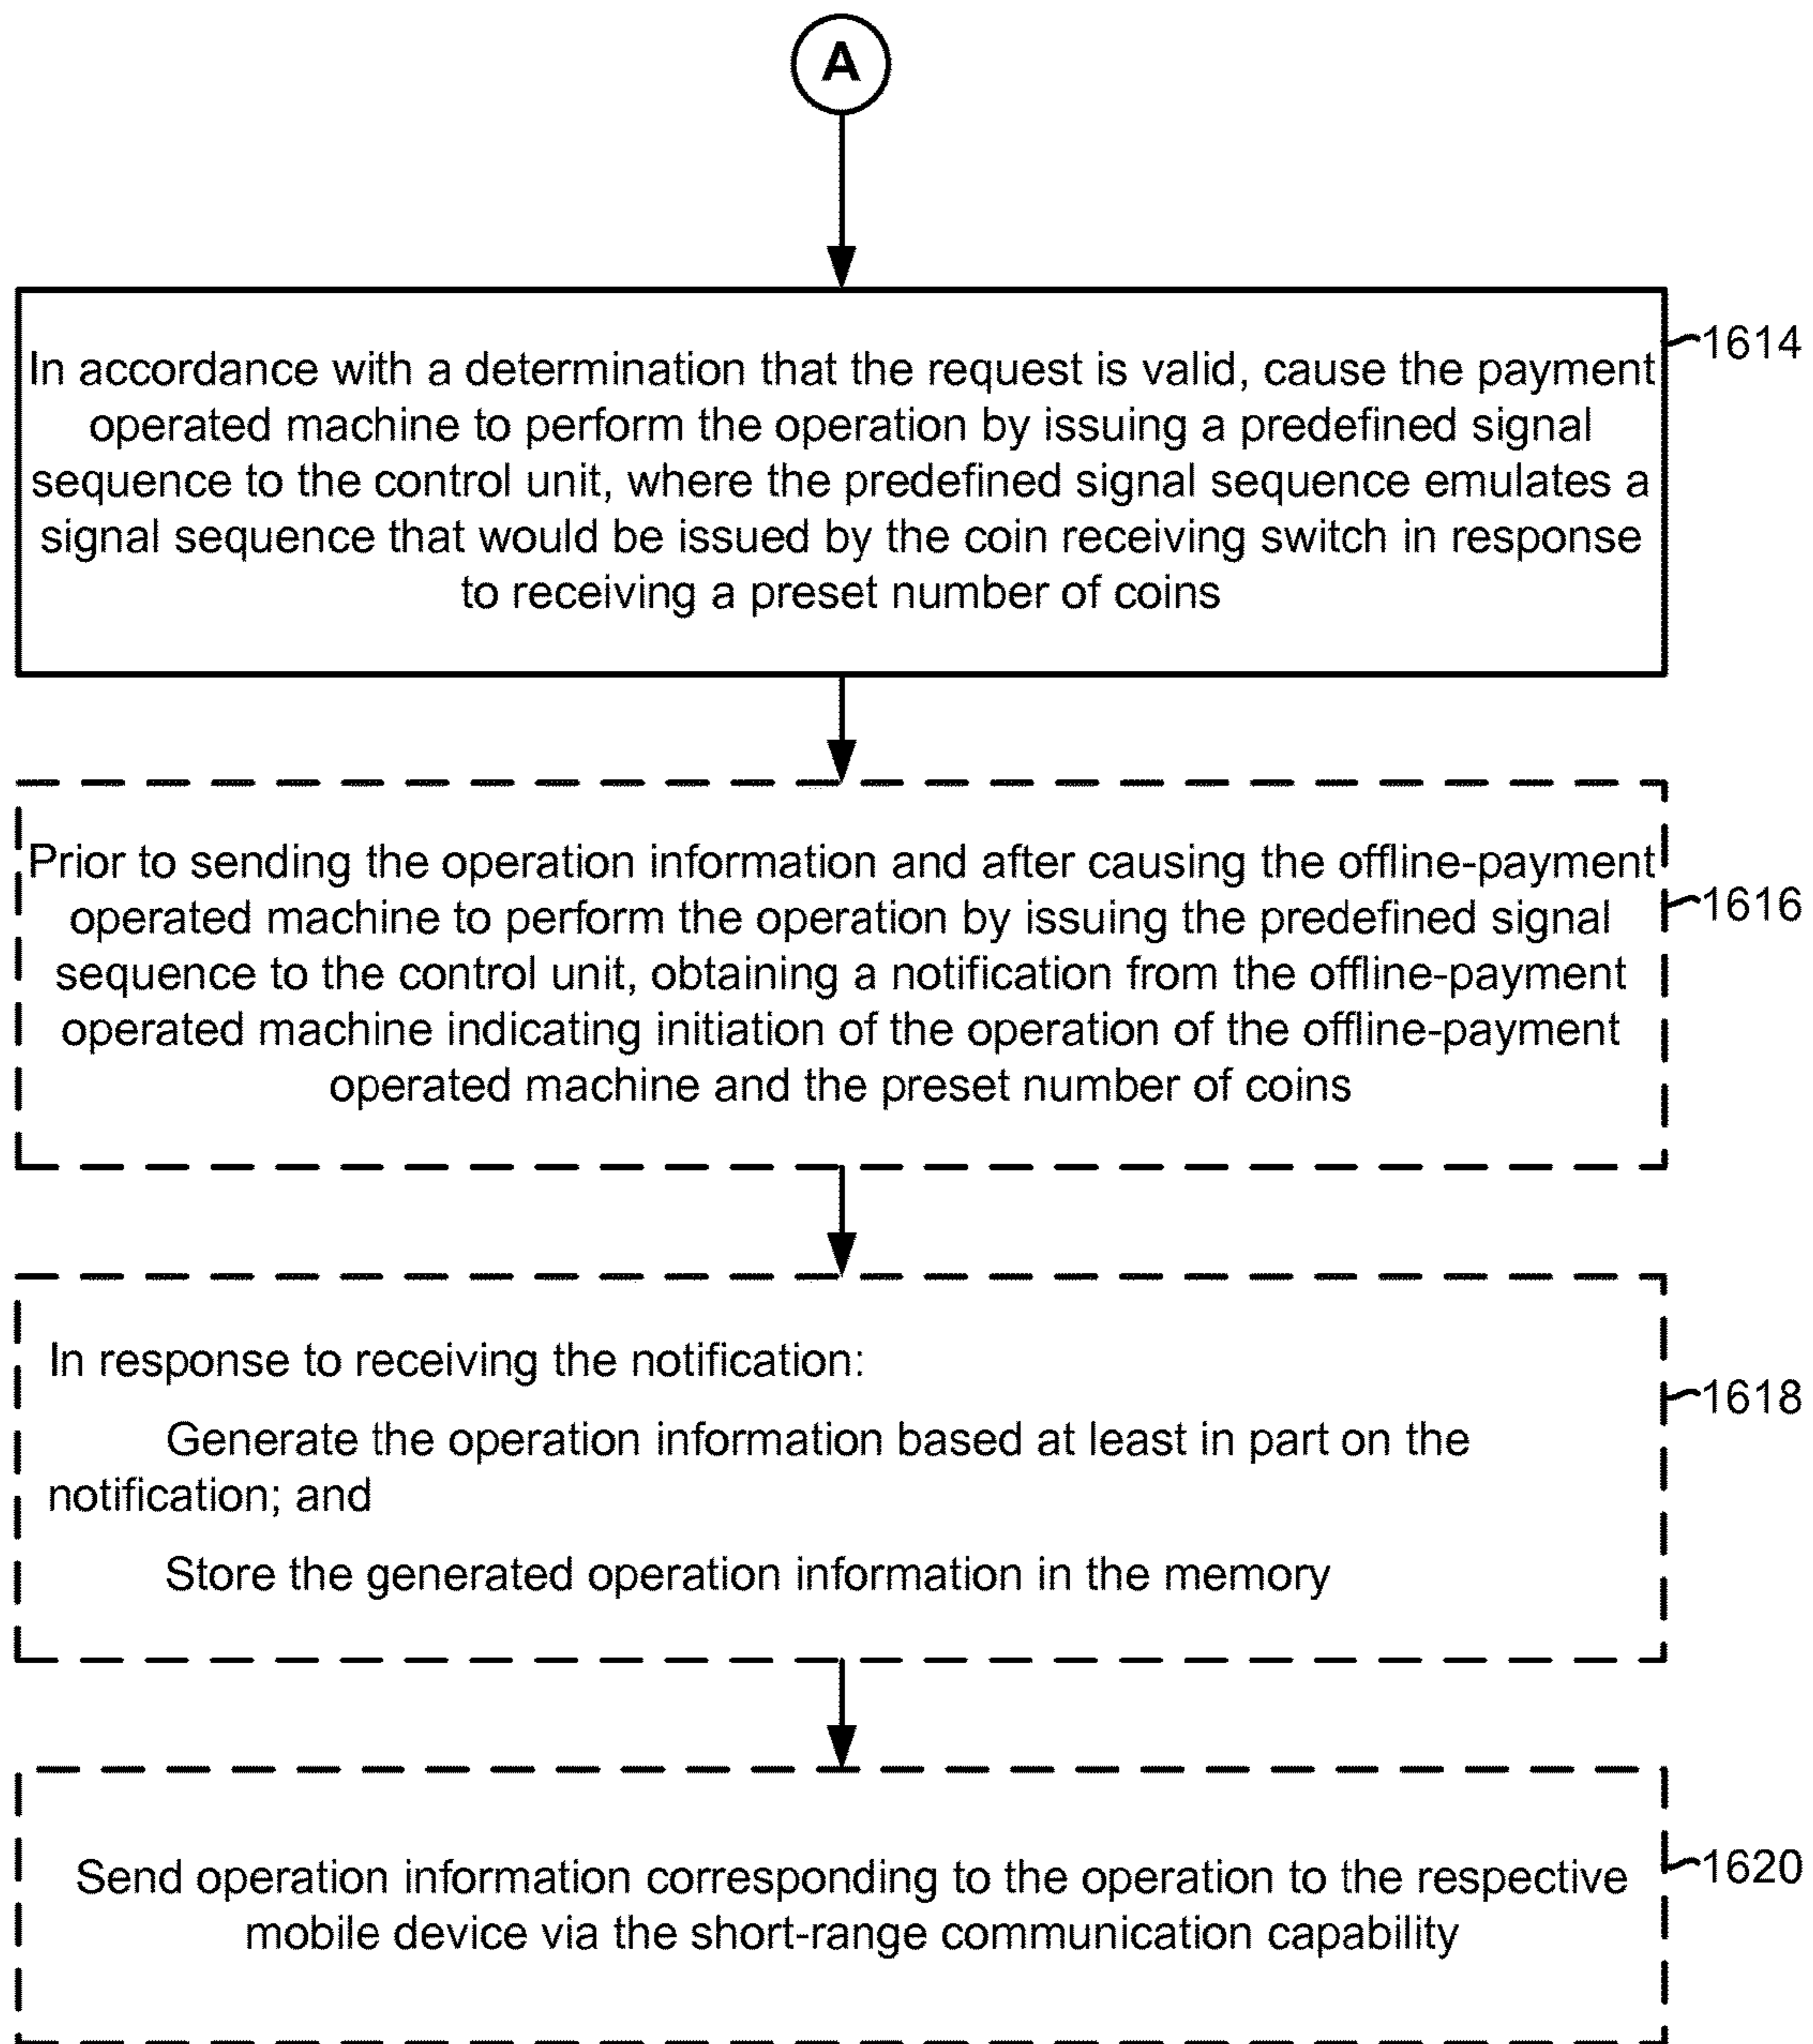 A
In accordance with a determination that the request is valid, cause the payment
operated machine to perform the operation by issuing a predefined signal
sequence to the control unit, where the predefined signal sequence emulates a
signal sequence that would be issued by the coin receiving switch in response
to receiving a preset number of coins
1614
Prior to sending the operation information and after causing the offline-payment
operated machine to perform the operation by issuing the predefined signal
sequence to the control unit, obtaining a notification from the offline-payment
operated machine indicating initiation of the operation of the offline-payment
operated machine and the preset number of coins
1616
In response to receiving the notification:
Generate the operation information based at least in part on the
notification; and
Store the generated operation information in the memory
1618
Send operation information corresponding to the operation to the respective
mobile device via the short-range communication capability
1620